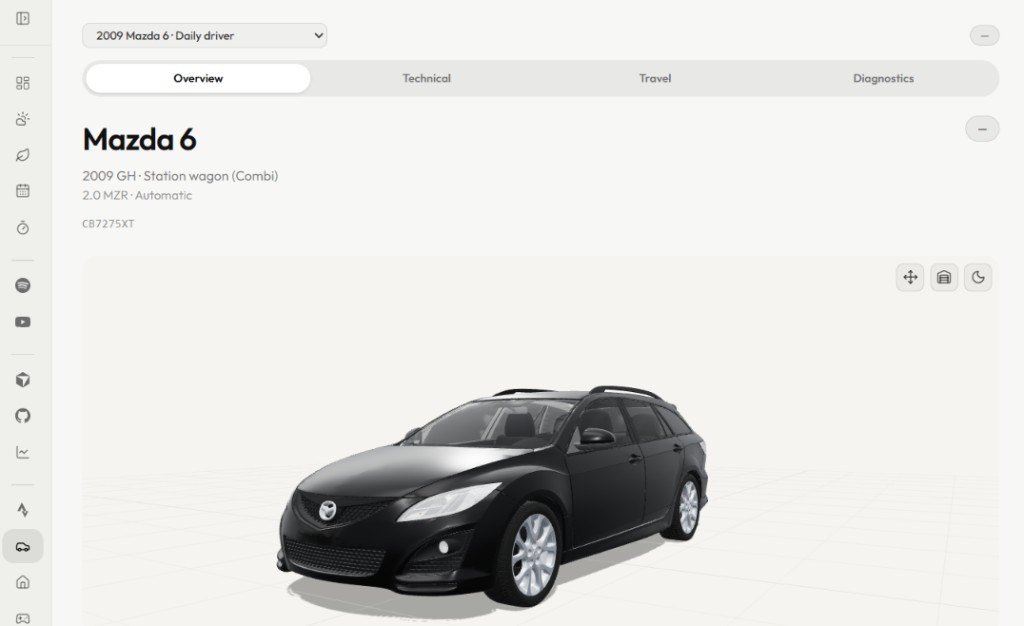 2009 Mazda 6 · Daily driver
–
Overview
Technical
Travel
Diagnostics
Mazda 6
–
2009 GH · Station wagon (Combi)
2.0 MZR · Automatic
CB7275XT